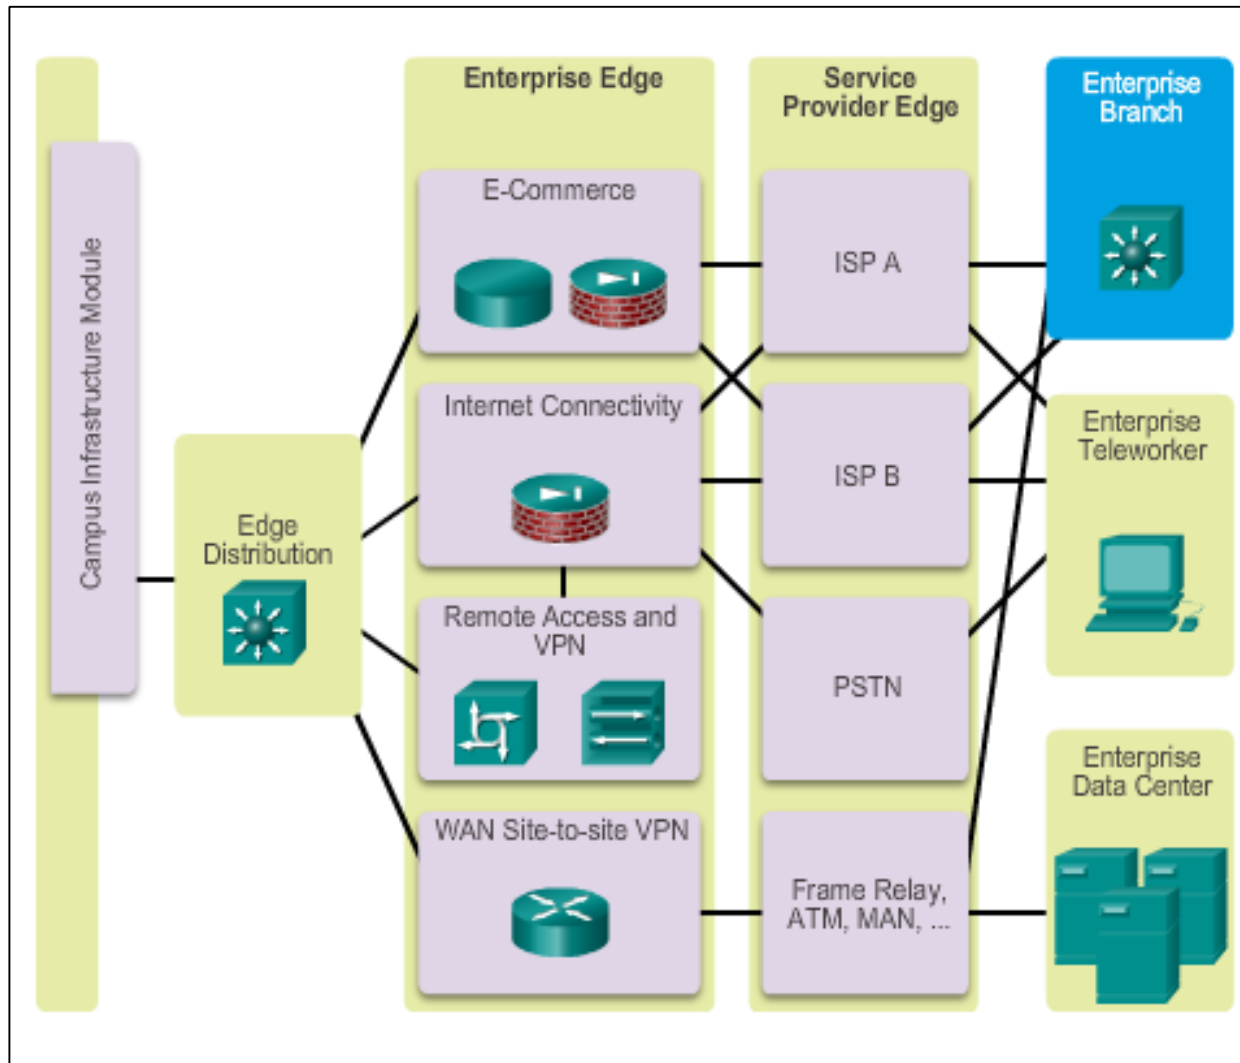 Campus Infrastructure Module
Edge
Distribution
Enterprise Edge
E-Commerce
Internet Connectivity
Remote Access and
VPN
WAN Site-to-site VPN
Service
Provider Edge
ISP A
ISP B
PSTN
Frame Relay,
ATM, MAN, ...
Enterprise
Branch
Enterprise
Teleworker
Enterprise
Data Center